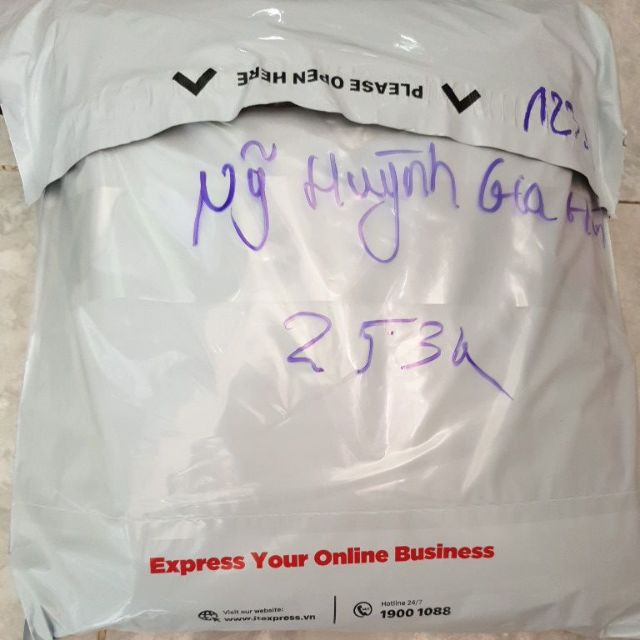 PLEASE OPEN HERE
Ng̃ Huỳnh Gia
253a
Express Your Online Business
Visit our website:
www.jtexpress.vn
Hotline 24/7
1900 1088